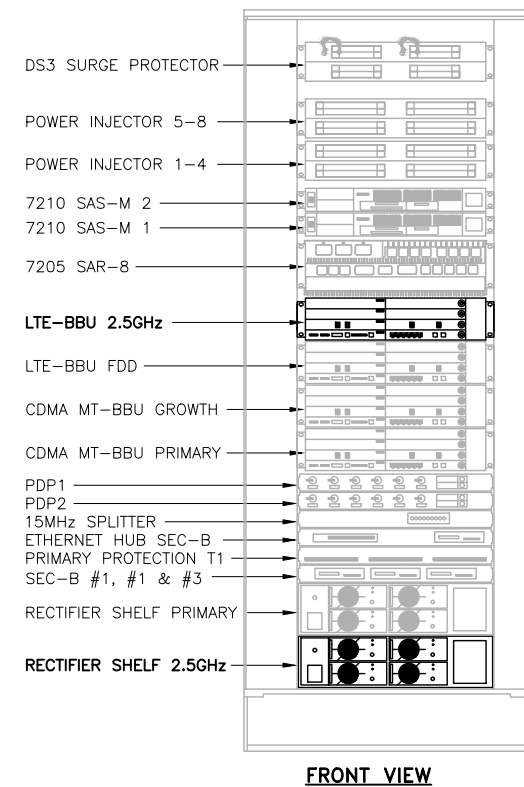 DS3 SURGE PROTECTOR
POWER INJECTOR 5-8
POWER INJECTOR 1-4
7210 SAS-M 2
7210 SAS-M 1
7205 SAR-8
LTE-BBU 2.5GHz
LTE-BBU FDD
CDMA MT-BBU GROWTH
CDMA MT-BBU PRIMARY
PDP1
PDP2
15MHz SPLITTER
ETHERNET HUB SEC-B
PRIMARY PROTECTION T1
SEC-B #1, #1 & #3
RECTIFIER SHELF PRIMARY
RECTIFIER SHELF 2.5GHz
FRONT VIEW